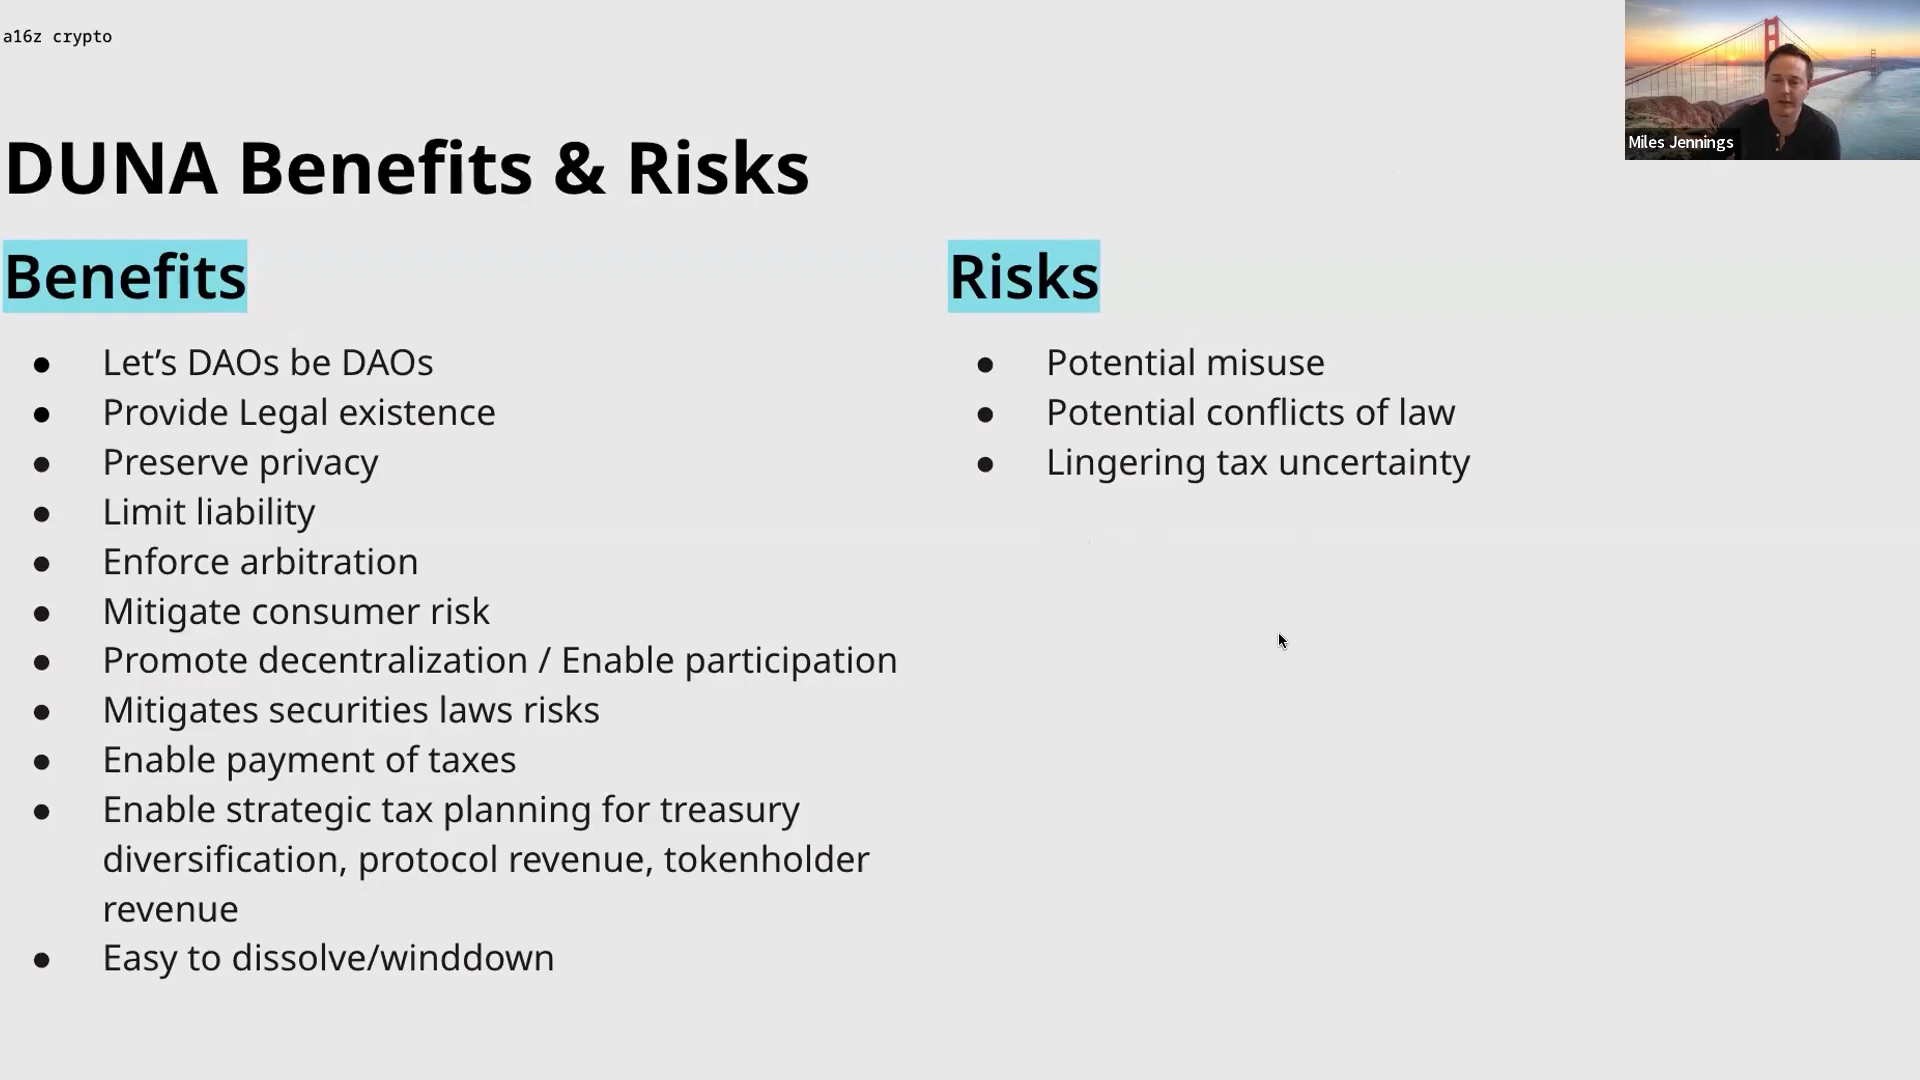 a16z crypto
Miles Jennings
DUNA Benefits & Risks
Benefits
Let’s DAOs be DAOs
Provide Legal existence
Preserve privacy
Limit liability
Enforce arbitration
Mitigate consumer risk
Promote decentralization / Enable participation
Mitigates securities laws risks
Enable payment of taxes
Enable strategic tax planning for treasury
diversification, protocol revenue, tokenholder
revenue
Easy to dissolve/winddown
Risks
Potential misuse
Potential conflicts of law
Lingering tax uncertainty